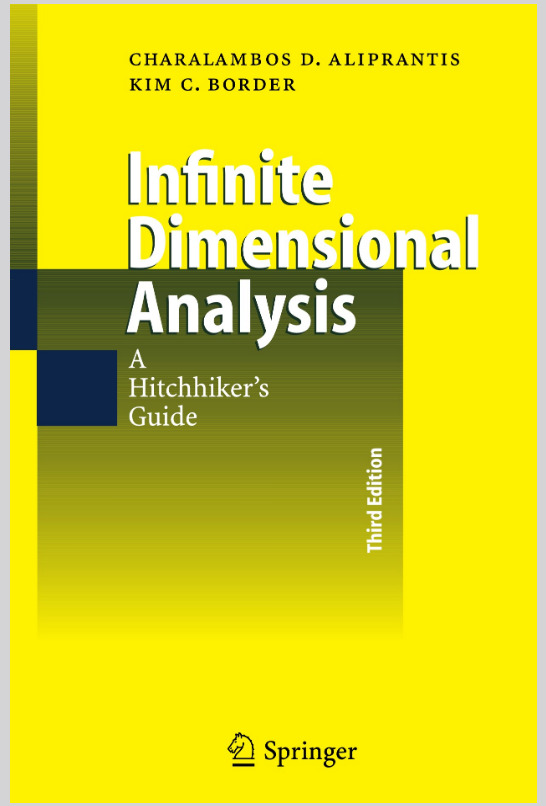 CHARALAMBOS D. ALIPRANTIS
KIM C. BORDER
Infinite
Dimensional
Analysis
A
Hitchhiker's
Guide
Third Edition
Springer